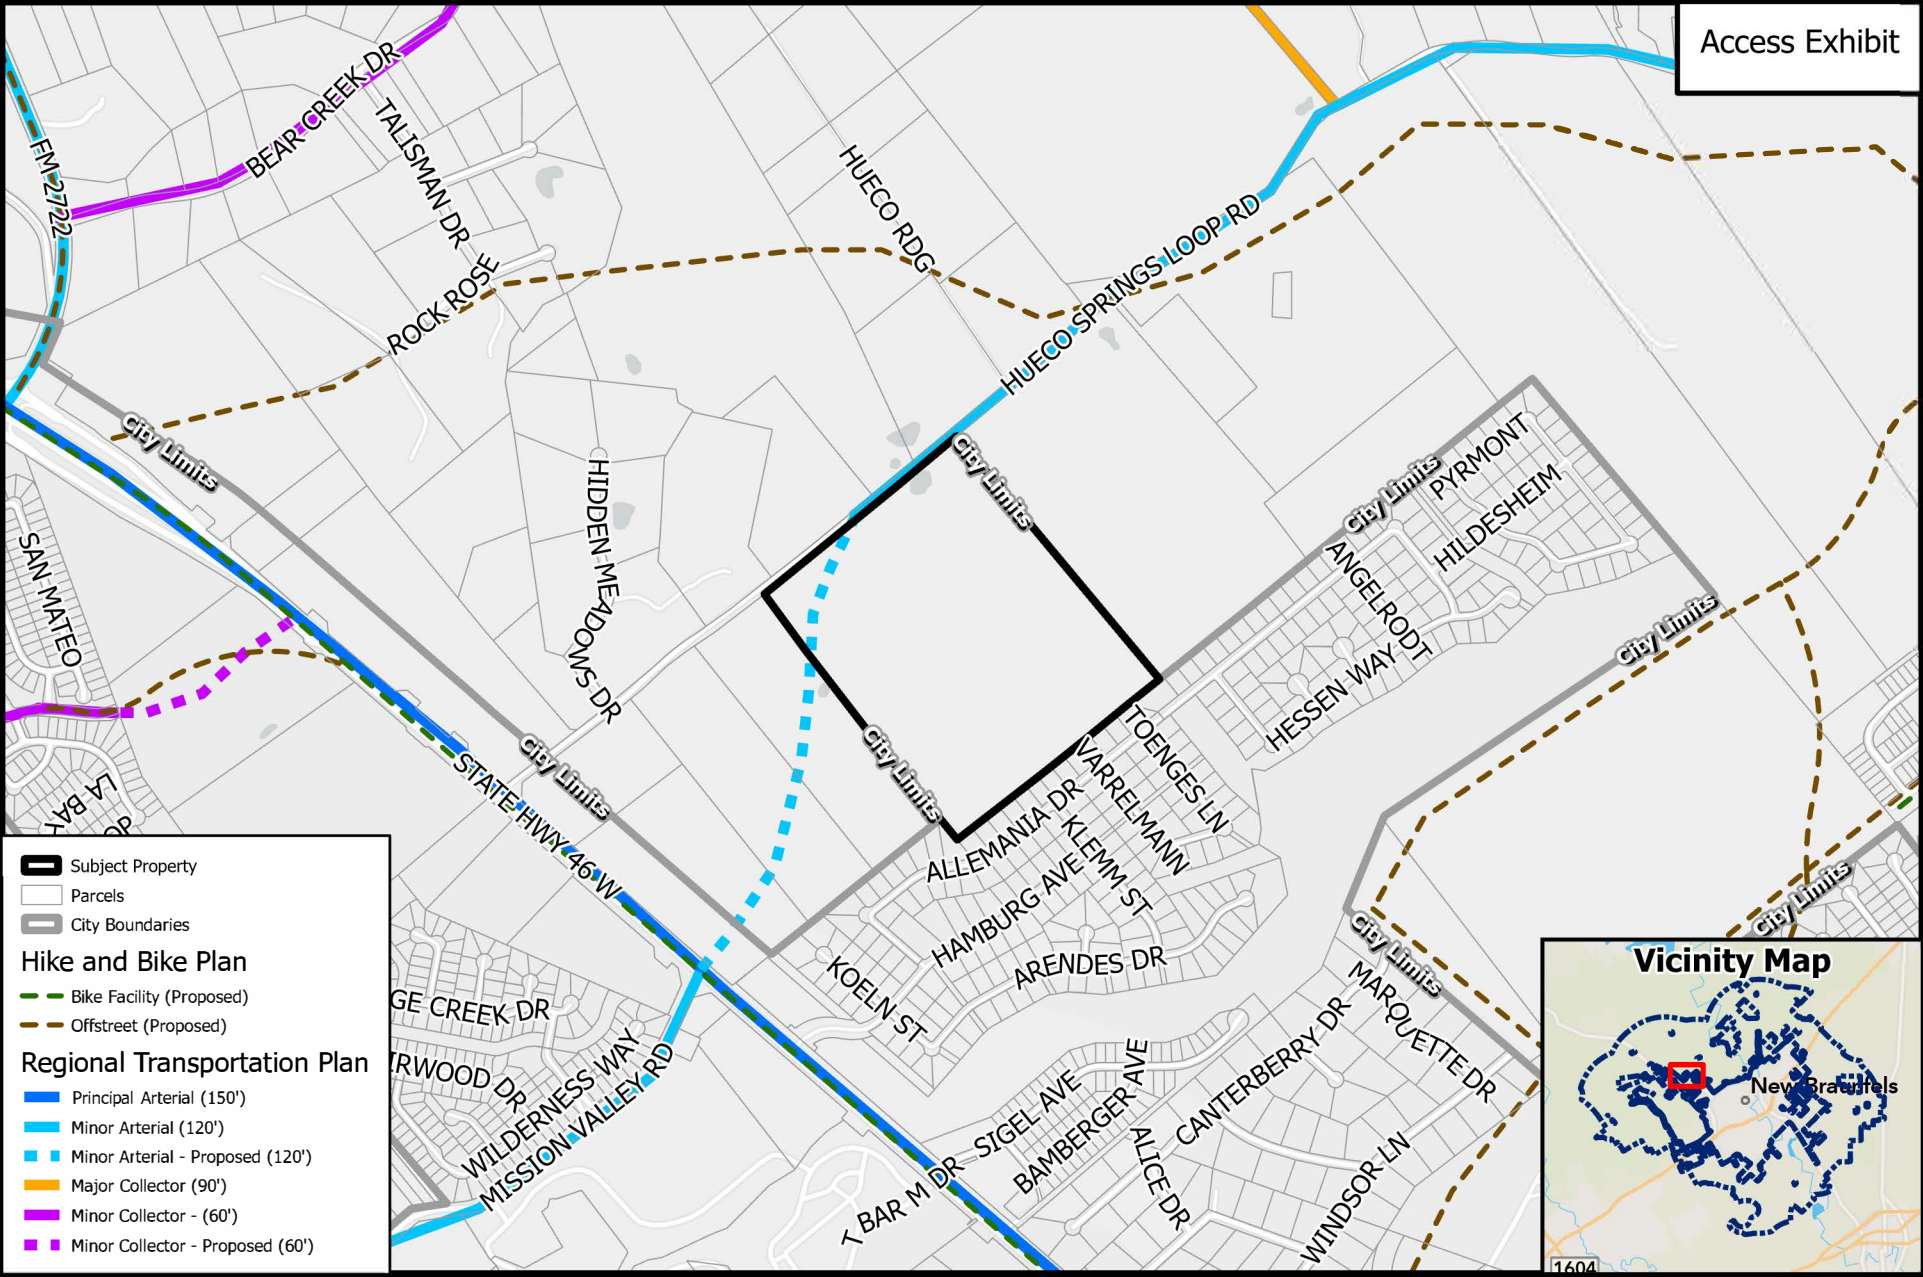 Access Exhibit
BEAR CREEK DR
TALISMAN DR
FM 2722
HUECO RDG
HUECO SPRINGS LOOP RD
ROCK ROSE
City Limits
City Limits
City Limits
PYRMONT
HILDESHEIM
ANGELRODT
HIDDEN MEADOWS DR
SAN MATEO
City Limits
HESSEN WAY
City Limits
City Limits
TOENGES LN
VARRELMANN
STATE HWY 46 W
ALLEMANIA DR
KLEMM ST
HAMBURG AVE
LA BA
City Limits
City Limits
ARENDES DR
KOELN ST
MARQUETTE DR
GE CREEK DR
IRWOOD DR
WILDERNESS WAY
MISSION VALLEY RD
SIGEL AVE
BAMBERGER AVE
CANTERBERRY DR
ALICE DR
WINDSOR LN
T BAR M DR
Subject Property
Parcels
City Boundaries
Hike and Bike Plan
Bike Facility (Proposed)
Offstreet (Proposed)
Regional Transportation Plan
Principal Arterial (150')
Minor Arterial (120')
Minor Arterial - Proposed (120')
Major Collector (90')
Minor Collector - (60')
Minor Collector - Proposed (60')
Vicinity Map
New Braunfels
1604